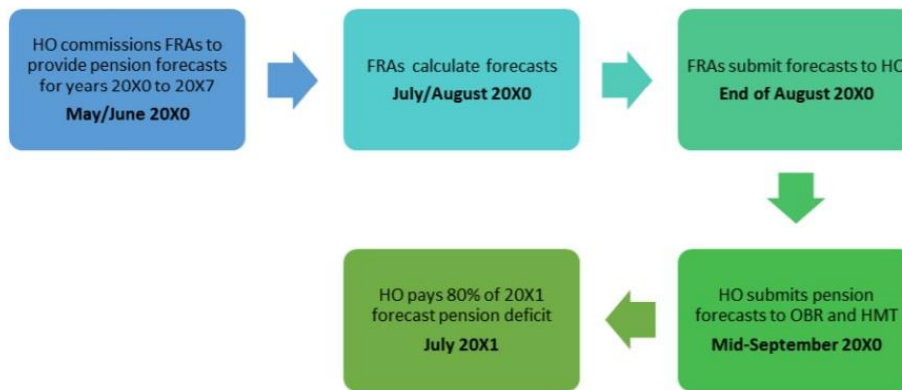 HO commissions FRAs to
provide pension forecasts
for years 20X0 to 20X7
May/June 20X0
FRAs calculate forecasts
July/August 20X0
FRAs submit forecasts to HO
End of August 20X0
HO submits pension
forecasts to OBR and HMT
Mid-September 20X0
HO pays 80% of 20X1
forecast pension deficit
July 20X1